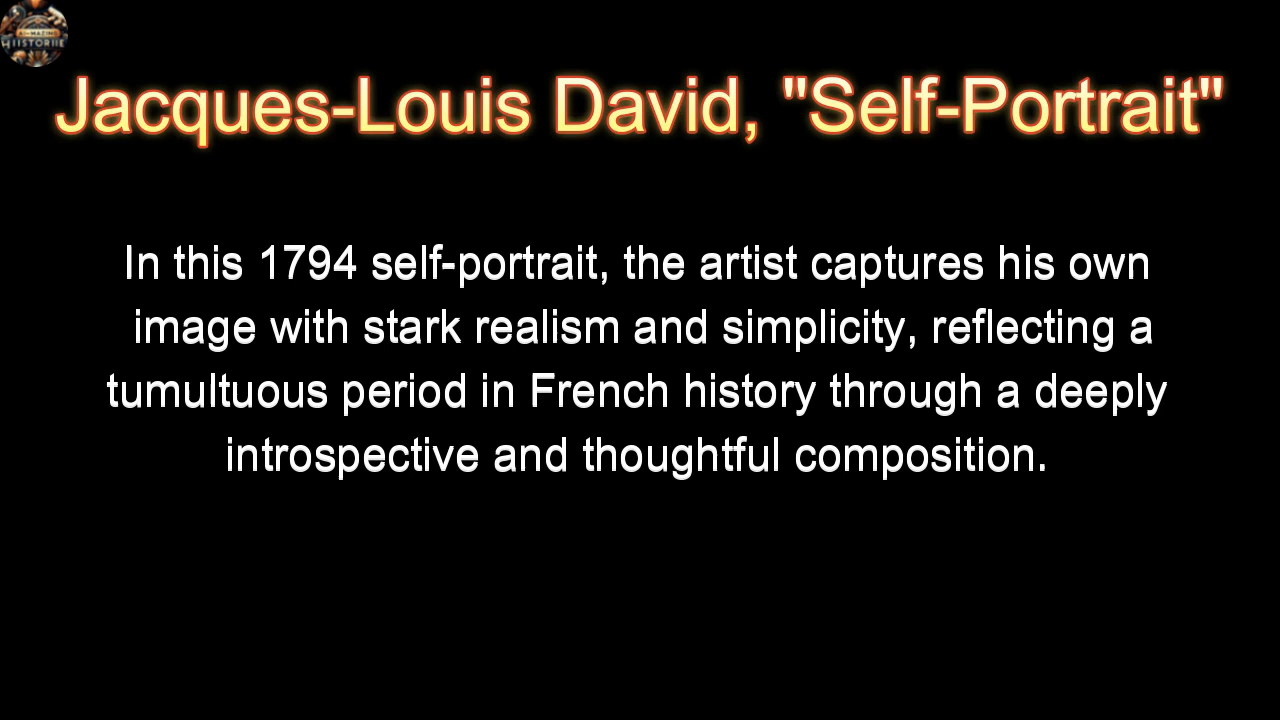 Jacques-Louis David, "Self-Portrait"
In this 1794 self-portrait, the artist captures his own
image with stark realism and simplicity, reflecting a
tumultuous period in French history through a deeply
introspective and thoughtful composition.